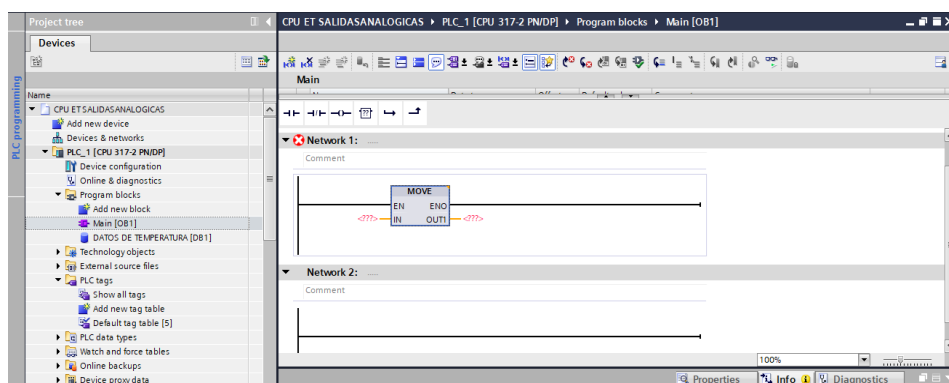 Project tree
CPU ET SALIDASANALOGICAS ▸ PLC_1 [CPU 317-2 PN/DP] ▸ Program blocks ▸ Main [OB1]
Devices
Main
PLC programming
Name
CPU ET SALIDASANALOGICAS
Add new device
Devices & networks
PLC_1 [CPU 317-2 PN/DP]
Device configuration
Online & diagnostics
Program blocks
Add new block
Main [OB1]
DATOS DE TEMPERATURA [DB1]
Technology objects
External source files
PLC tags
Show all tags
Add new tag table
Default tag table [5]
PLC data types
Watch and force tables
Online backups
Device proxy data
Network 1:
Comment
MOVE
EN ENO
<???> IN OUT1 <???>
Network 2:
Comment
100%
Properties Info Diagnostics